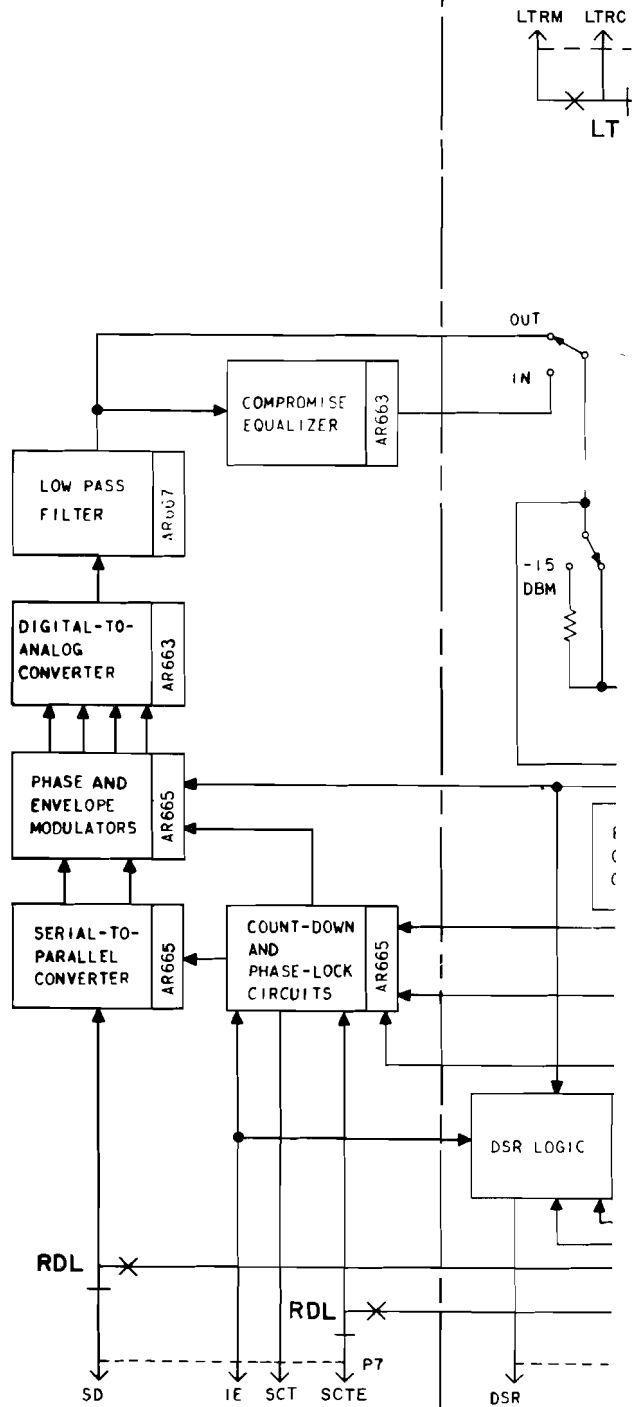 LTRM LTRC
LT
OUT
IN
COMPROMISE
EQUALIZER
AR663
LOW PASS
FILTER
AR667
-15
DBM
DIGITAL-TO-
ANALOG
CONVERTER
AR663
PHASE AND
ENVELOPE
MODULATORS
AR665
SERIAL-TO-
PARALLEL
CONVERTER
AR665
COUNT-DOWN
AND
PHASE-LOCK
CIRCUITS
AR665
DSR LOGIC
RDL
RDL
P7
SD IE SCT SCTE DSR